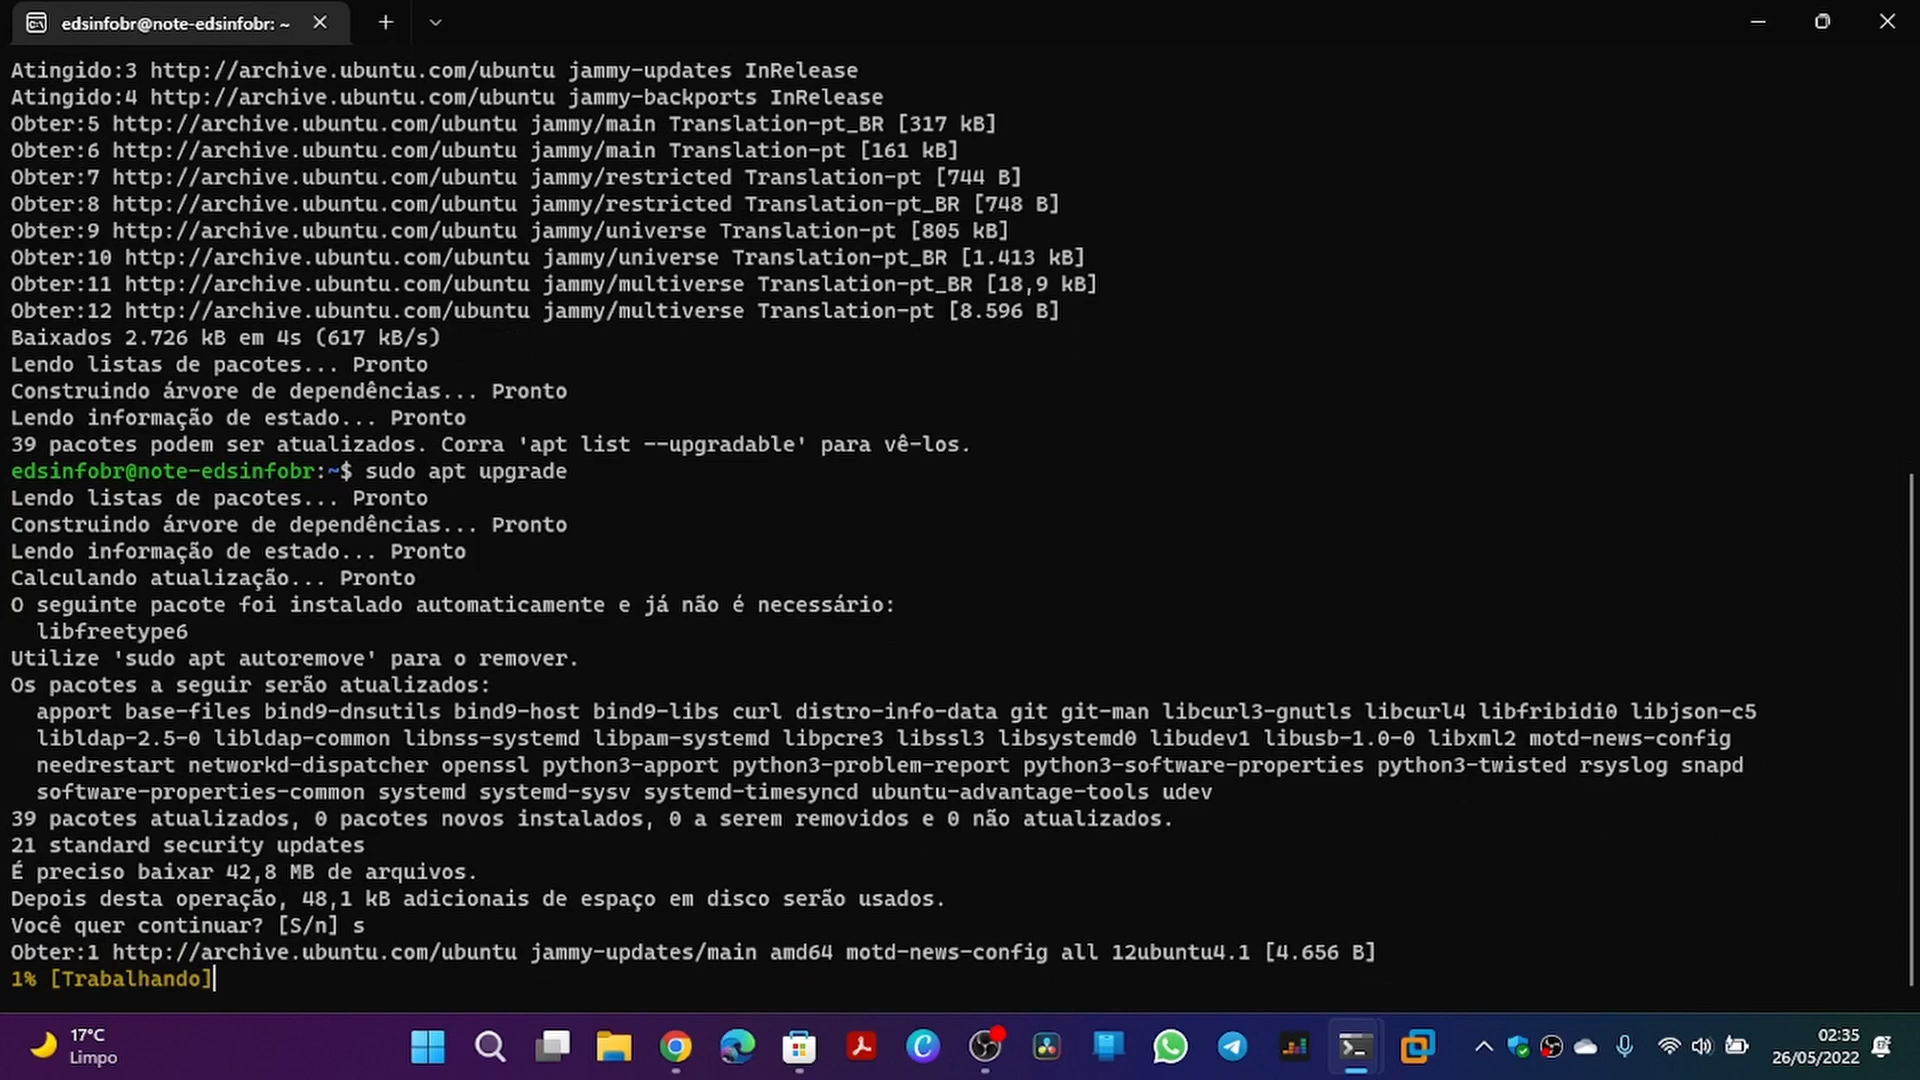 edsinfobr@note-edsinfobr: ~
Atingido:3 http://archive.ubuntu.com/ubuntu jammy-updates InRelease
Atingido:4 http://archive.ubuntu.com/ubuntu jammy-backports InRelease
Obter:5 http://archive.ubuntu.com/ubuntu jammy/main Translation-pt_BR [317 kB]
Obter:6 http://archive.ubuntu.com/ubuntu jammy/main Translation-pt [161 kB]
Obter:7 http://archive.ubuntu.com/ubuntu jammy/restricted Translation-pt [744 B]
Obter:8 http://archive.ubuntu.com/ubuntu jammy/restricted Translation-pt_BR [748 B]
Obter:9 http://archive.ubuntu.com/ubuntu jammy/universe Translation-pt [805 kB]
Obter:10 http://archive.ubuntu.com/ubuntu jammy/universe Translation-pt_BR [1.413 kB]
Obter:11 http://archive.ubuntu.com/ubuntu jammy/multiverse Translation-pt_BR [18,9 kB]
Obter:12 http://archive.ubuntu.com/ubuntu jammy/multiverse Translation-pt [8.596 B]
Baixados 2.726 kB em 4s (617 kB/s)
Lendo listas de pacotes... Pronto
Construindo árvore de dependências... Pronto
Lendo informação de estado... Pronto
39 pacotes podem ser atualizados. Corra 'apt list --upgradable' para vê-los.
edsinfobr@note-edsinfobr:~$ sudo apt upgrade
Lendo listas de pacotes... Pronto
Construindo árvore de dependências... Pronto
Lendo informação de estado... Pronto
Calculando atualização... Pronto
O seguinte pacote foi instalado automaticamente e já não é necessário:
libfreetype6
Utilize 'sudo apt autoremove' para o remover.
Os pacotes a seguir serão atualizados:
apport base-files bind9-dnsutils bind9-host bind9-libs curl distro-info-data git git-man libcurl3-gnutls libcurl4 libfribidi0 libjson-c5
libldap-2.5-0 libldap-common libnss-systemd libpam-systemd libpcre3 libssl3 libsystemd0 libudev1 libusb-1.0-0 libxml2 motd-news-config
needrestart networkd-dispatcher openssl python3-apport python3-problem-report python3-software-properties python3-twisted rsyslog snapd
software-properties-common systemd systemd-sysv systemd-timesyncd ubuntu-advantage-tools udev
39 pacotes atualizados, 0 pacotes novos instalados, 0 a serem removidos e 0 não atualizados.
21 standard security updates
É preciso baixar 42,8 MB de arquivos.
Depois desta operação, 48,1 kB adicionais de espaço em disco serão usados.
Você quer continuar? [S/n] s
Obter:1 http://archive.ubuntu.com/ubuntu jammy-updates/main amd64 motd-news-config all 12ubuntu4.1 [4.656 B]
1% [Trabalhando]
17°C
Limpo
02:35
26/05/2022